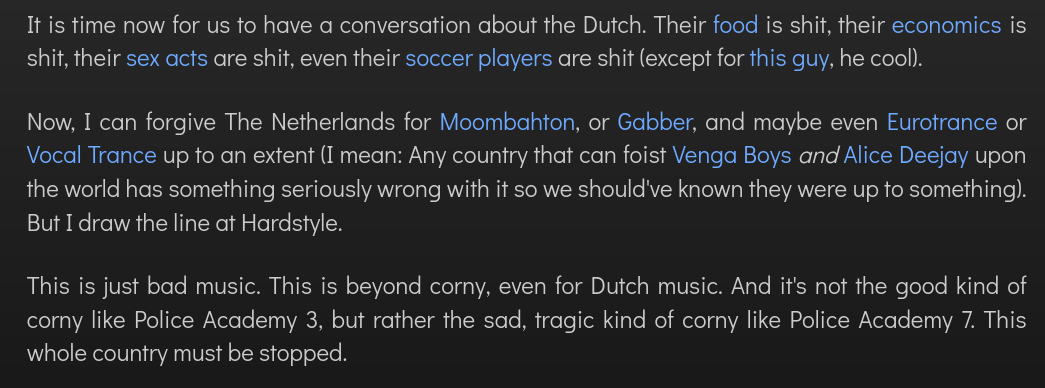 It is time now for us to have a conversation about the Dutch. Their food is shit, their economics is
shit, their sex acts are shit, even their soccer players are shit (except for this guy, he cool).
Now, I can forgive The Netherlands for Moombahton, or Gabber, and maybe even Eurotrance or
Vocal Trance up to an extent (I mean: Any country that can foist Venga Boys and Alice Deejay upon
the world has something seriously wrong with it so we should've known they were up to something).
But I draw the line at Hardstyle.
This is just bad music. This is beyond corny, even for Dutch music. And it's not the good kind of
corny like Police Academy 3, but rather the sad, tragic kind of corny like Police Academy 7. This
whole country must be stopped.